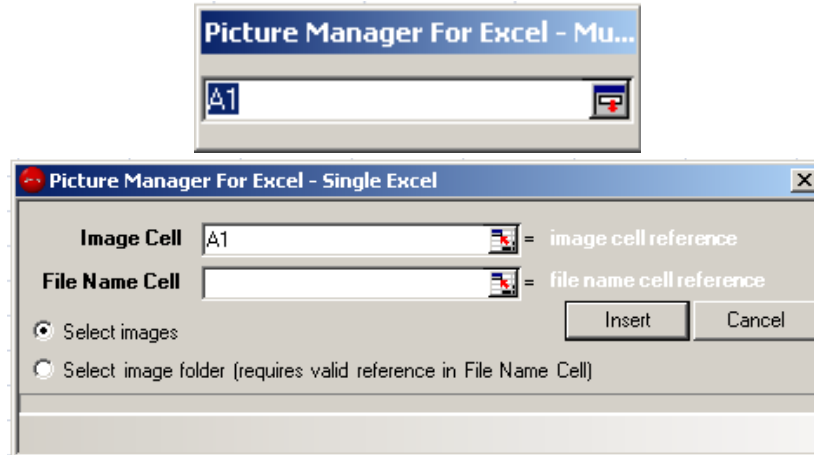 Picture Manager For Excel - Mu...
A1
Picture Manager For Excel - Single Excel
Image Cell A1 = image cell reference
File Name Cell = file name cell reference
Insert Cancel
Select images
Select image folder (requires valid reference in File Name Cell)